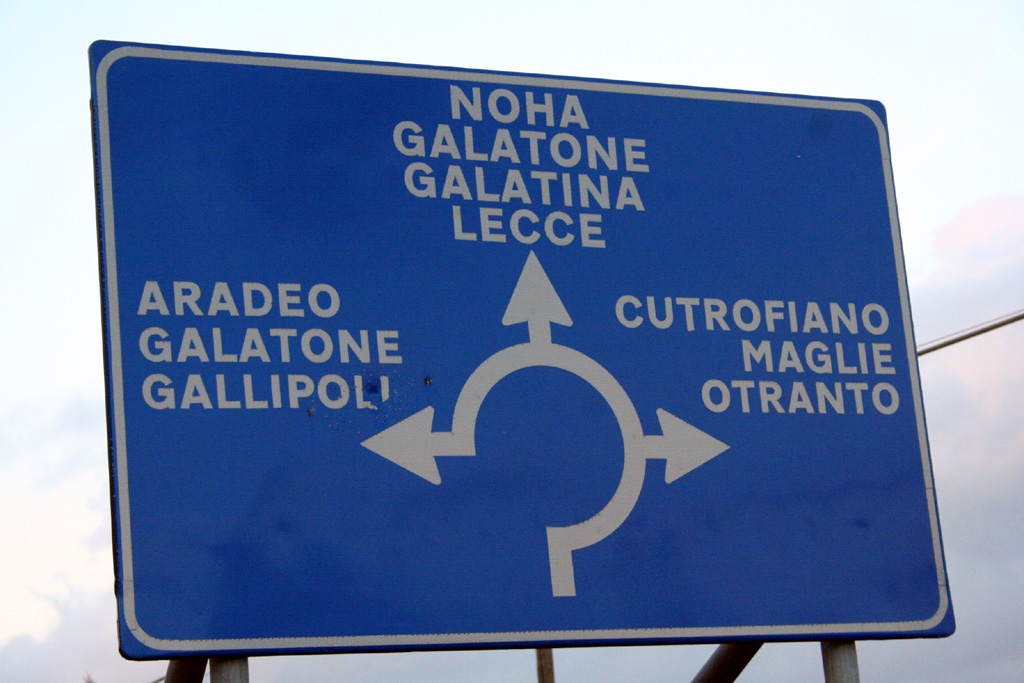 NOHA
GALATONE
GALATINA
LECCE
ARADEO
GALATONE
GALLIPOLI
CUTROFIANO
MAGLIE
OTRANTO